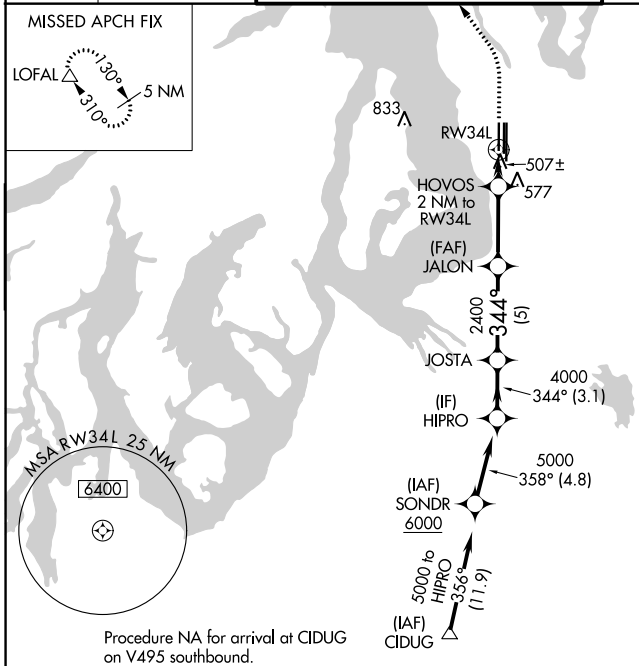 MISSED APCH FIX
LOFAL
130°
310°
5 NM
833
RW34L
507±
HOVOS
2 NM to
RW34L
577
(FAF)
JALON
2400
344°
(5)
JOSTA
4000
344° (3.1)
(IF)
HIPRO
MSA RW34L 25 NM
6400
5000
358° (4.8)
(IAF)
SONDR
6000
5000 to
HIPRO
356°
(11.9)
(IAF)
CIDUG
Procedure NA for arrival at CIDUG
on V495 southbound.